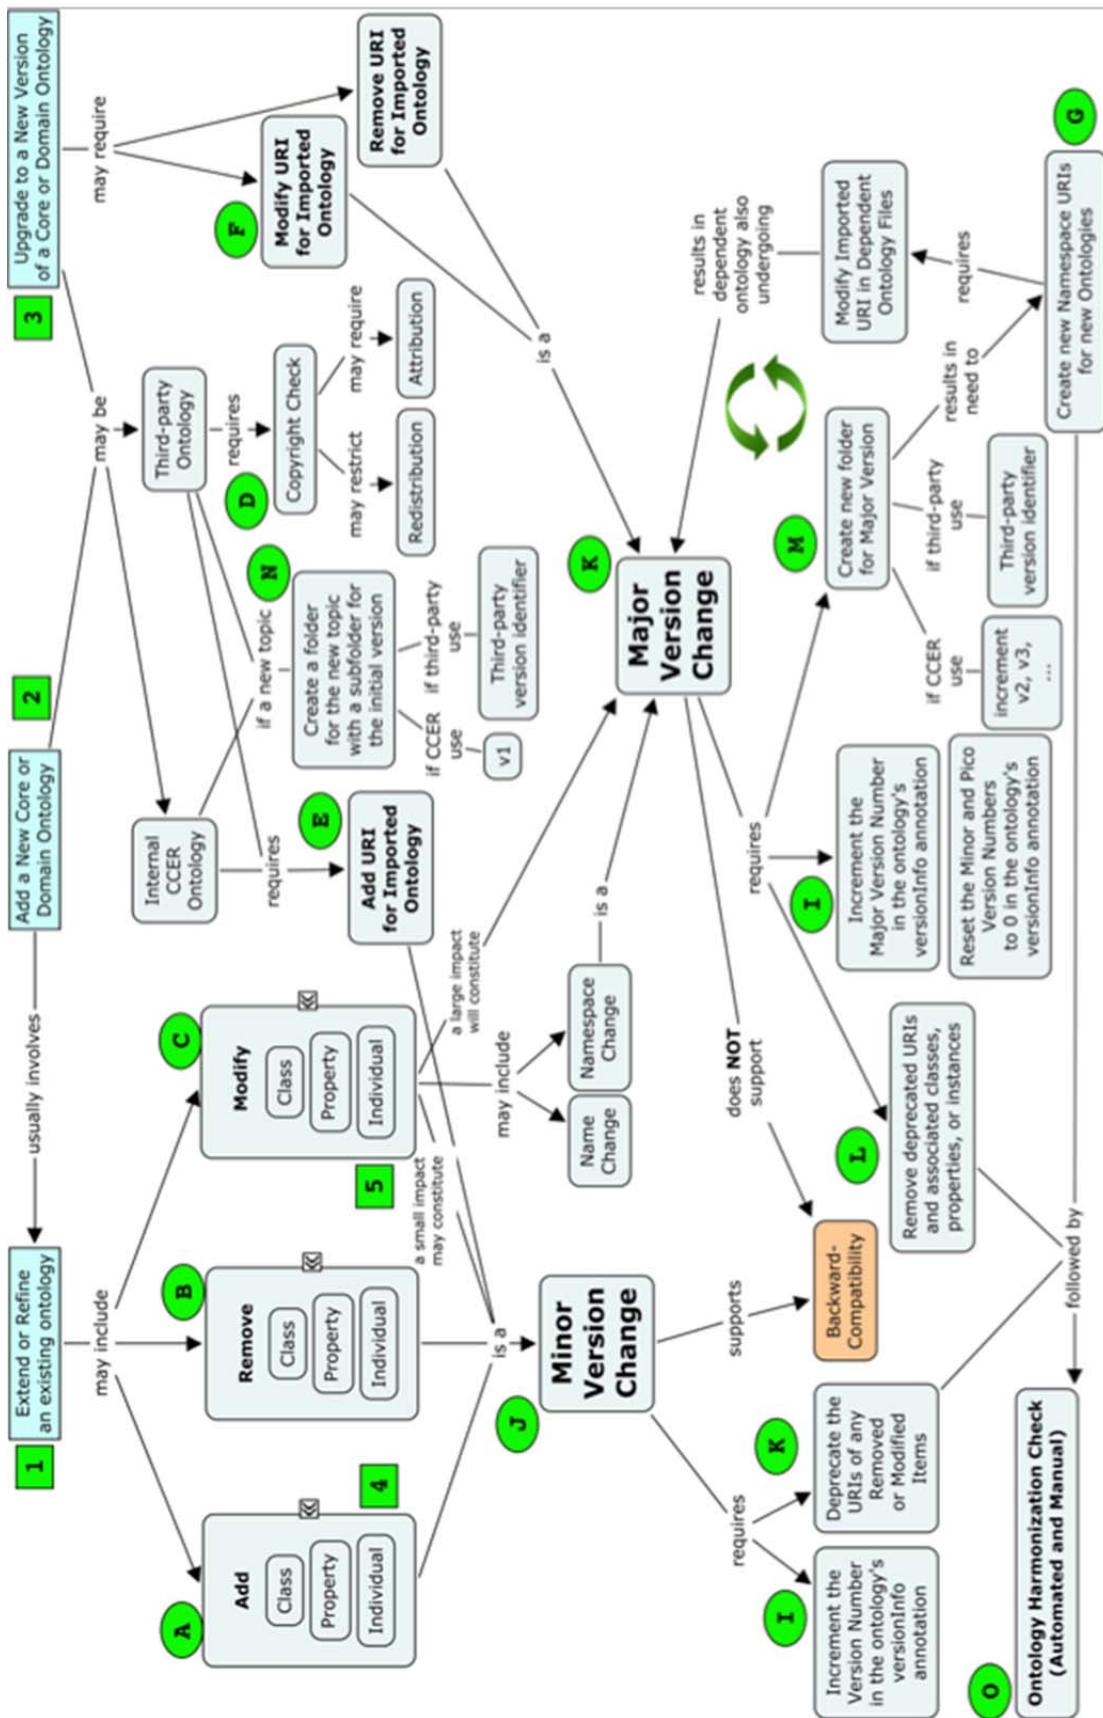 1
Extend or Refine
an existing ontology
usually involves
Add a New Core or
Domain Ontology
2
3
Upgrade to a New Version
of a Core or Domain Ontology
may include
may be
may require
A
Add
Class
Property
Individual
4
B
Remove
Class
Property
Individual
C
Modify
Class
Property
Individual
5
Internal
CCER
Ontology
Third-party
Ontology
requires
if a new topic
requires
D
Copyright Check
may restrict
may require
Redistribution
Attribution
E
Add URI
for Imported
Ontology
N
Create a folder
for the new topic
with a subfolder for
the initial version
if CCER
use
if third-party
use
v1
Third-party
version identifier
F
Modify URI
for Imported
Ontology
Remove URI
for Imported
Ontology
is a
a small impact
may constitute
a large impact
will constitute
may include
Name
Change
Namespace
Change
is a
is a
J
Minor
Version
Change
K
Major
Version
Change
results in
dependent
ontology also
undergoing
requires
supports
does NOT
support
requires
I
Increment the
Version Number
in the ontology's
versionInfo
annotation
K
Deprecate the
URIs of any
Removed
or Modified
Items
Backward-
Compatibility
L
Remove deprecated URIs
and associated classes,
properties, or instances
I
Increment the
Major Version Number
in the ontology's
versionInfo annotation
Reset the Minor and Pico
Version Numbers
to 0 in the ontology's
versionInfo annotation
M
Create new folder
for Major Version
if CCER
use
if third-party
use
results in
need to
increment
v2, v3,
...
Third-party
version identifier
Modify Imported
URI in Dependent
Ontology Files
requires
G
Create new Namespace URIs
for new Ontologies
followed by
O
Ontology Harmonization Check
(Automated and Manual)